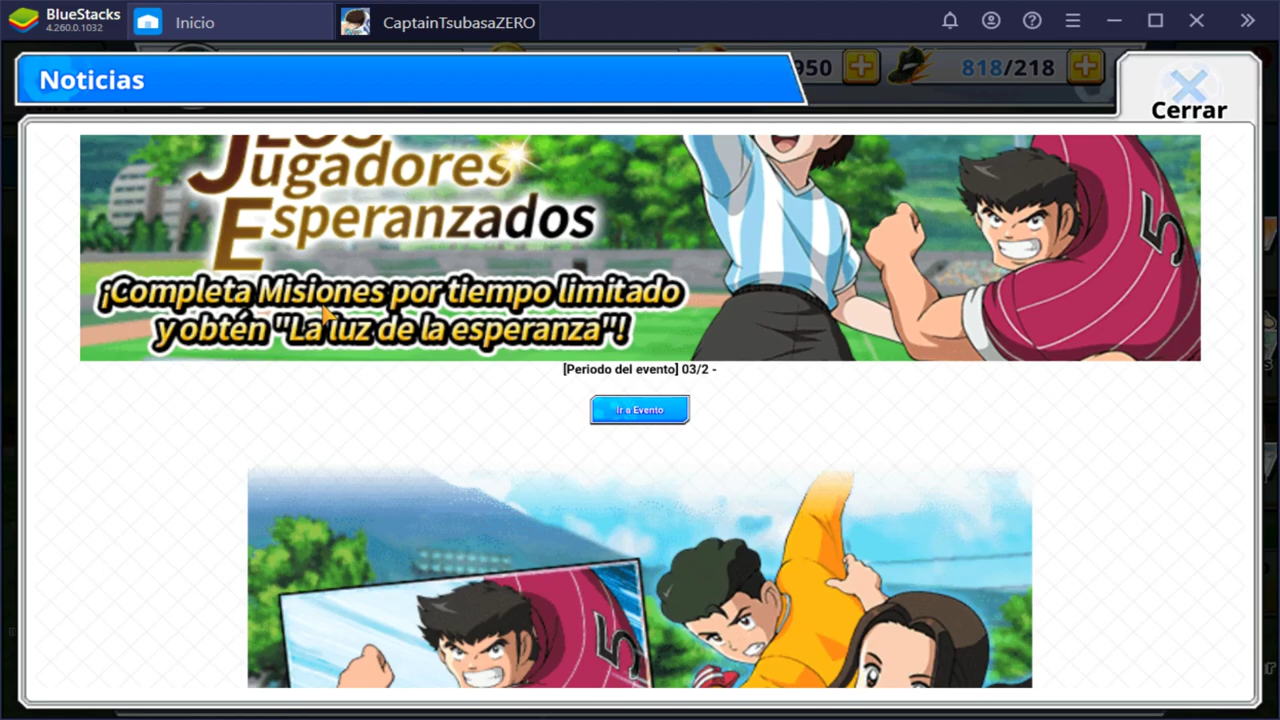 BlueStacks
4.260.0.1032
Inicio
CaptainTsubasaZERO
Noticias
950
818/218
Cerrar
Los
Jugadores
Esperanzados
¡Completa Misiones por tiempo limitado
y obtén "La luz de la esperanza"!
5
[Periodo del evento] 03/2 -
Ir a Evento
5